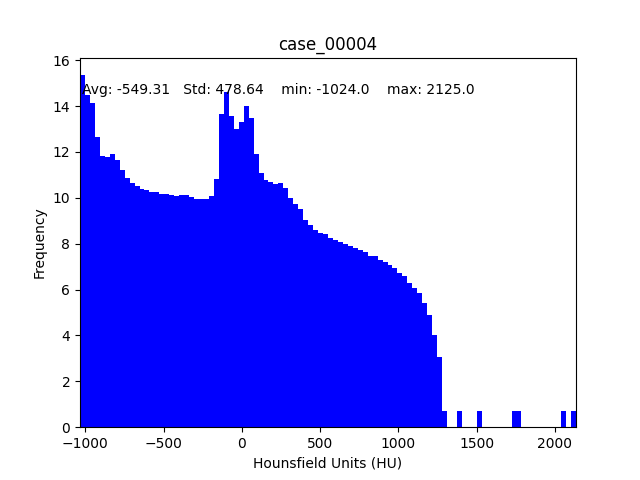 case_00004
Avg: -549.31   Std: 478.64    min: -1024.0    max: 2125.0
Frequency
16
14
12
10
8
6
4
2
0
−1000 −500 0 500 1000 1500 2000
Hounsfield Units (HU)